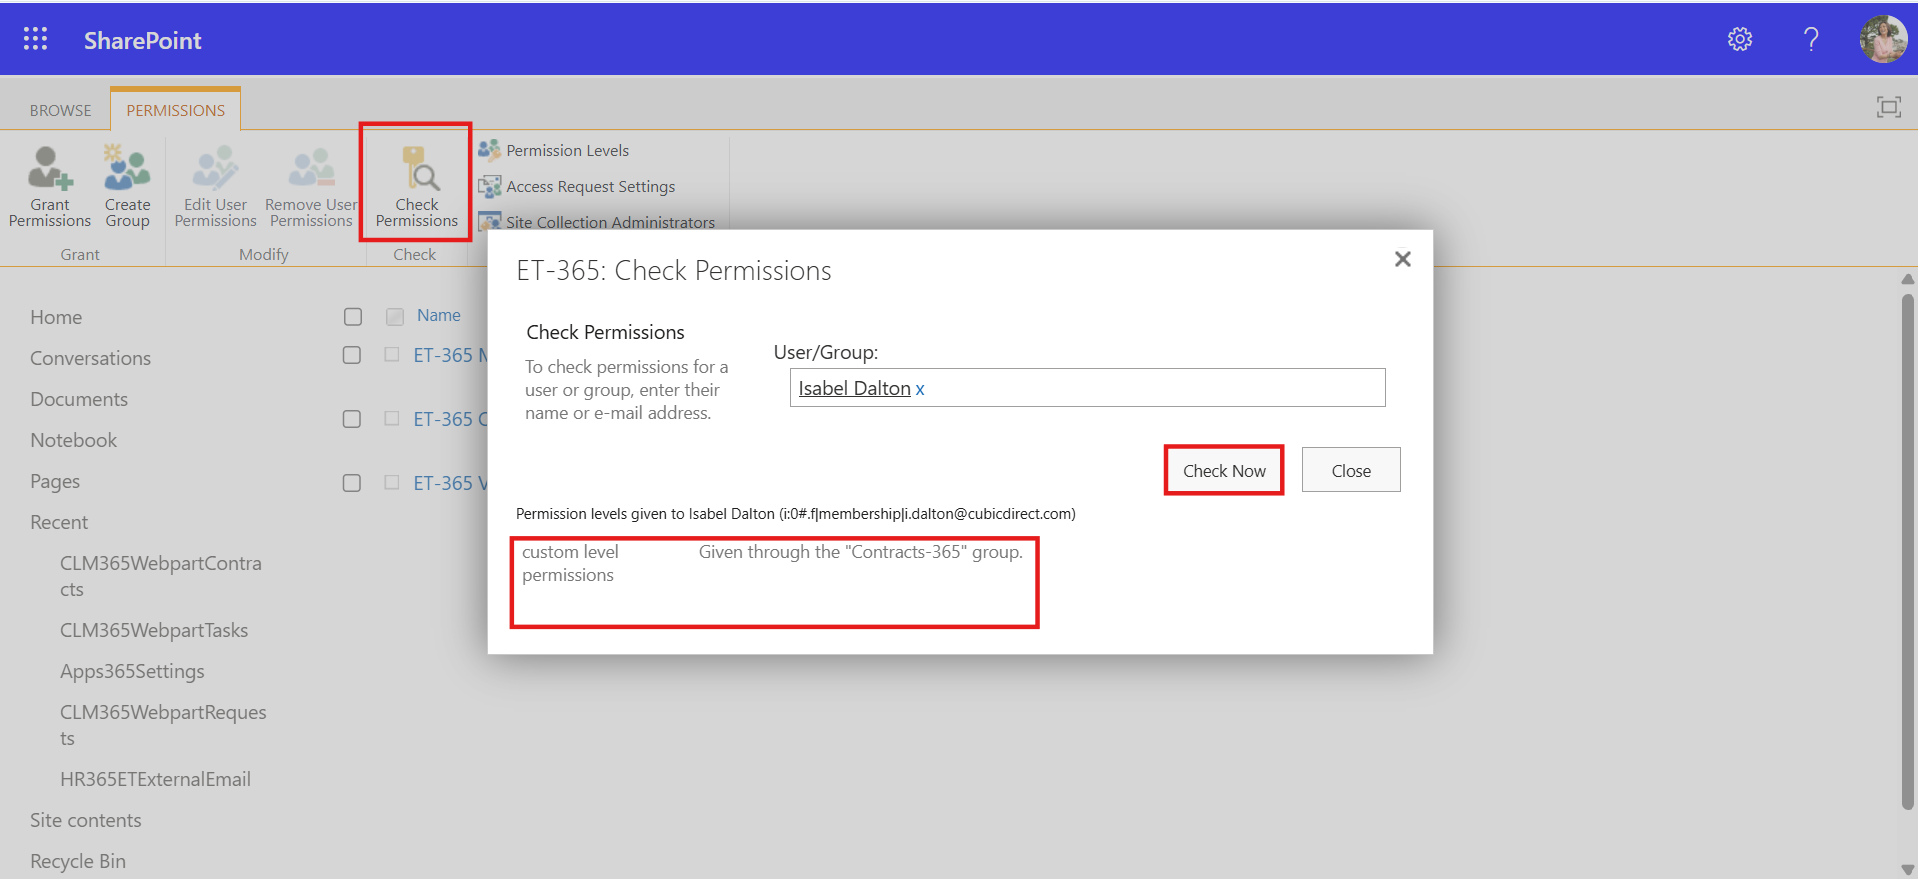 SharePoint
BROWSE
PERMISSIONS
Grant
Permissions
Create
Group
Edit User
Permissions
Remove User
Permissions
Check
Permissions
Permission Levels
Access Request Settings
Site Collection Administrators
Grant
Modify
Check
Home
Conversations
Documents
Notebook
Pages
Recent
CLM365WebpartContra
cts
CLM365WebpartTasks
Apps365Settings
CLM365WebpartReques
ts
HR365ETExternalEmail
Site contents
Recycle Bin
Name
ET-365 M
ET-365 C
ET-365 V
ET-365: Check Permissions
Check Permissions
To check permissions for a
user or group, enter their
name or e-mail address.
User/Group:
Isabel Dalton x
Check Now
Close
Permission levels given to Isabel Dalton (i:0#.f|membership|i.dalton@cubicdirect.com)
custom level
permissions
Given through the "Contracts-365" group.